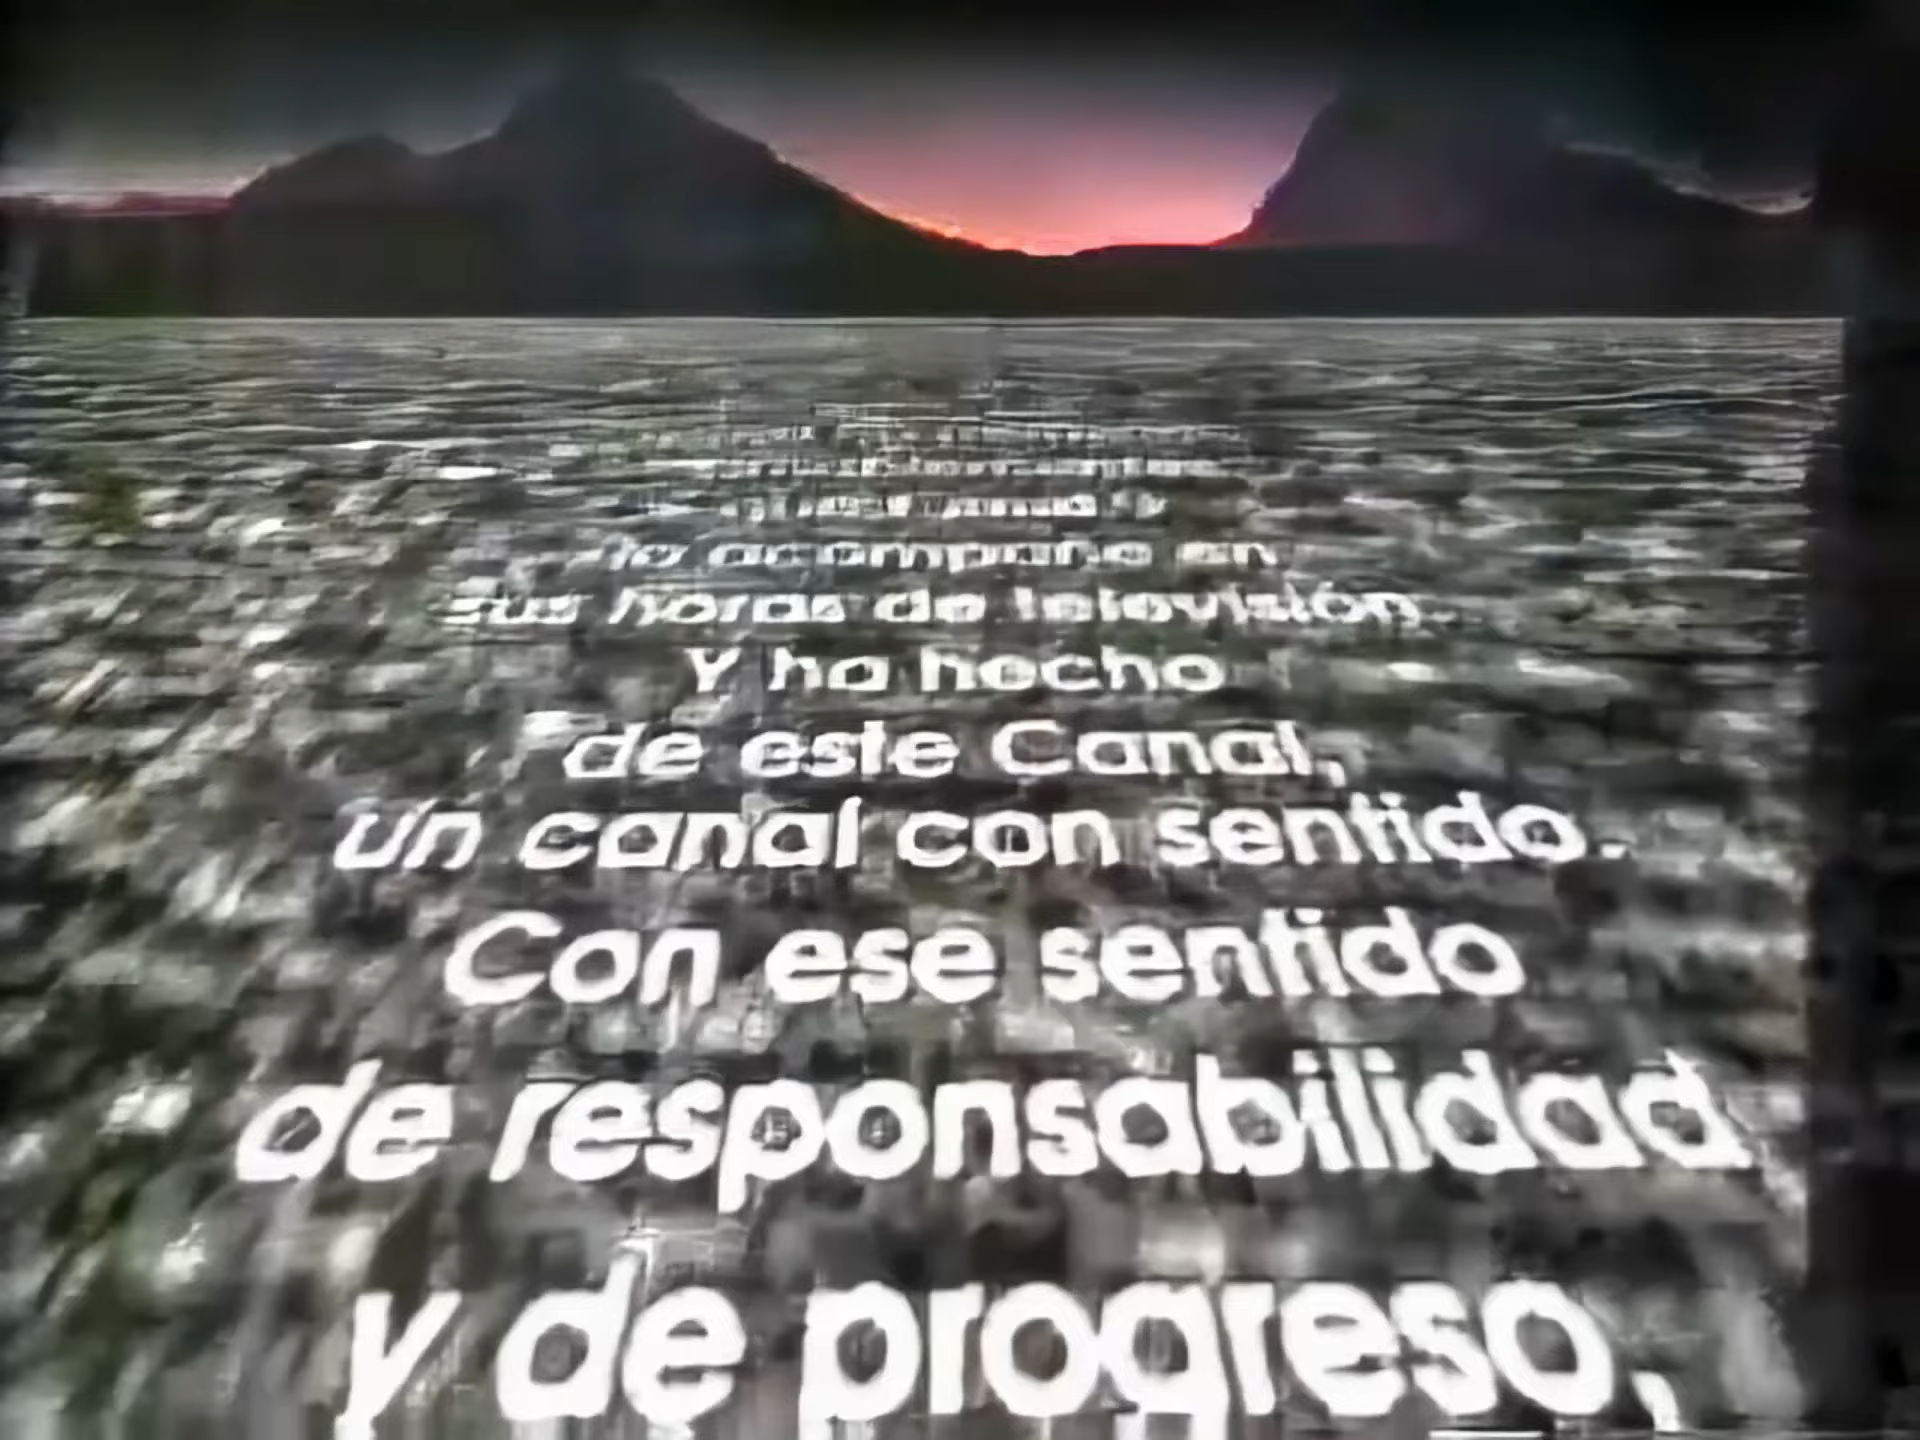 lo acompañe en
sus horas de televisión.
Y ha hecho
de este Canal,
un canal con sentido.
Con ese sentido
de responsabilidad
y de progreso,